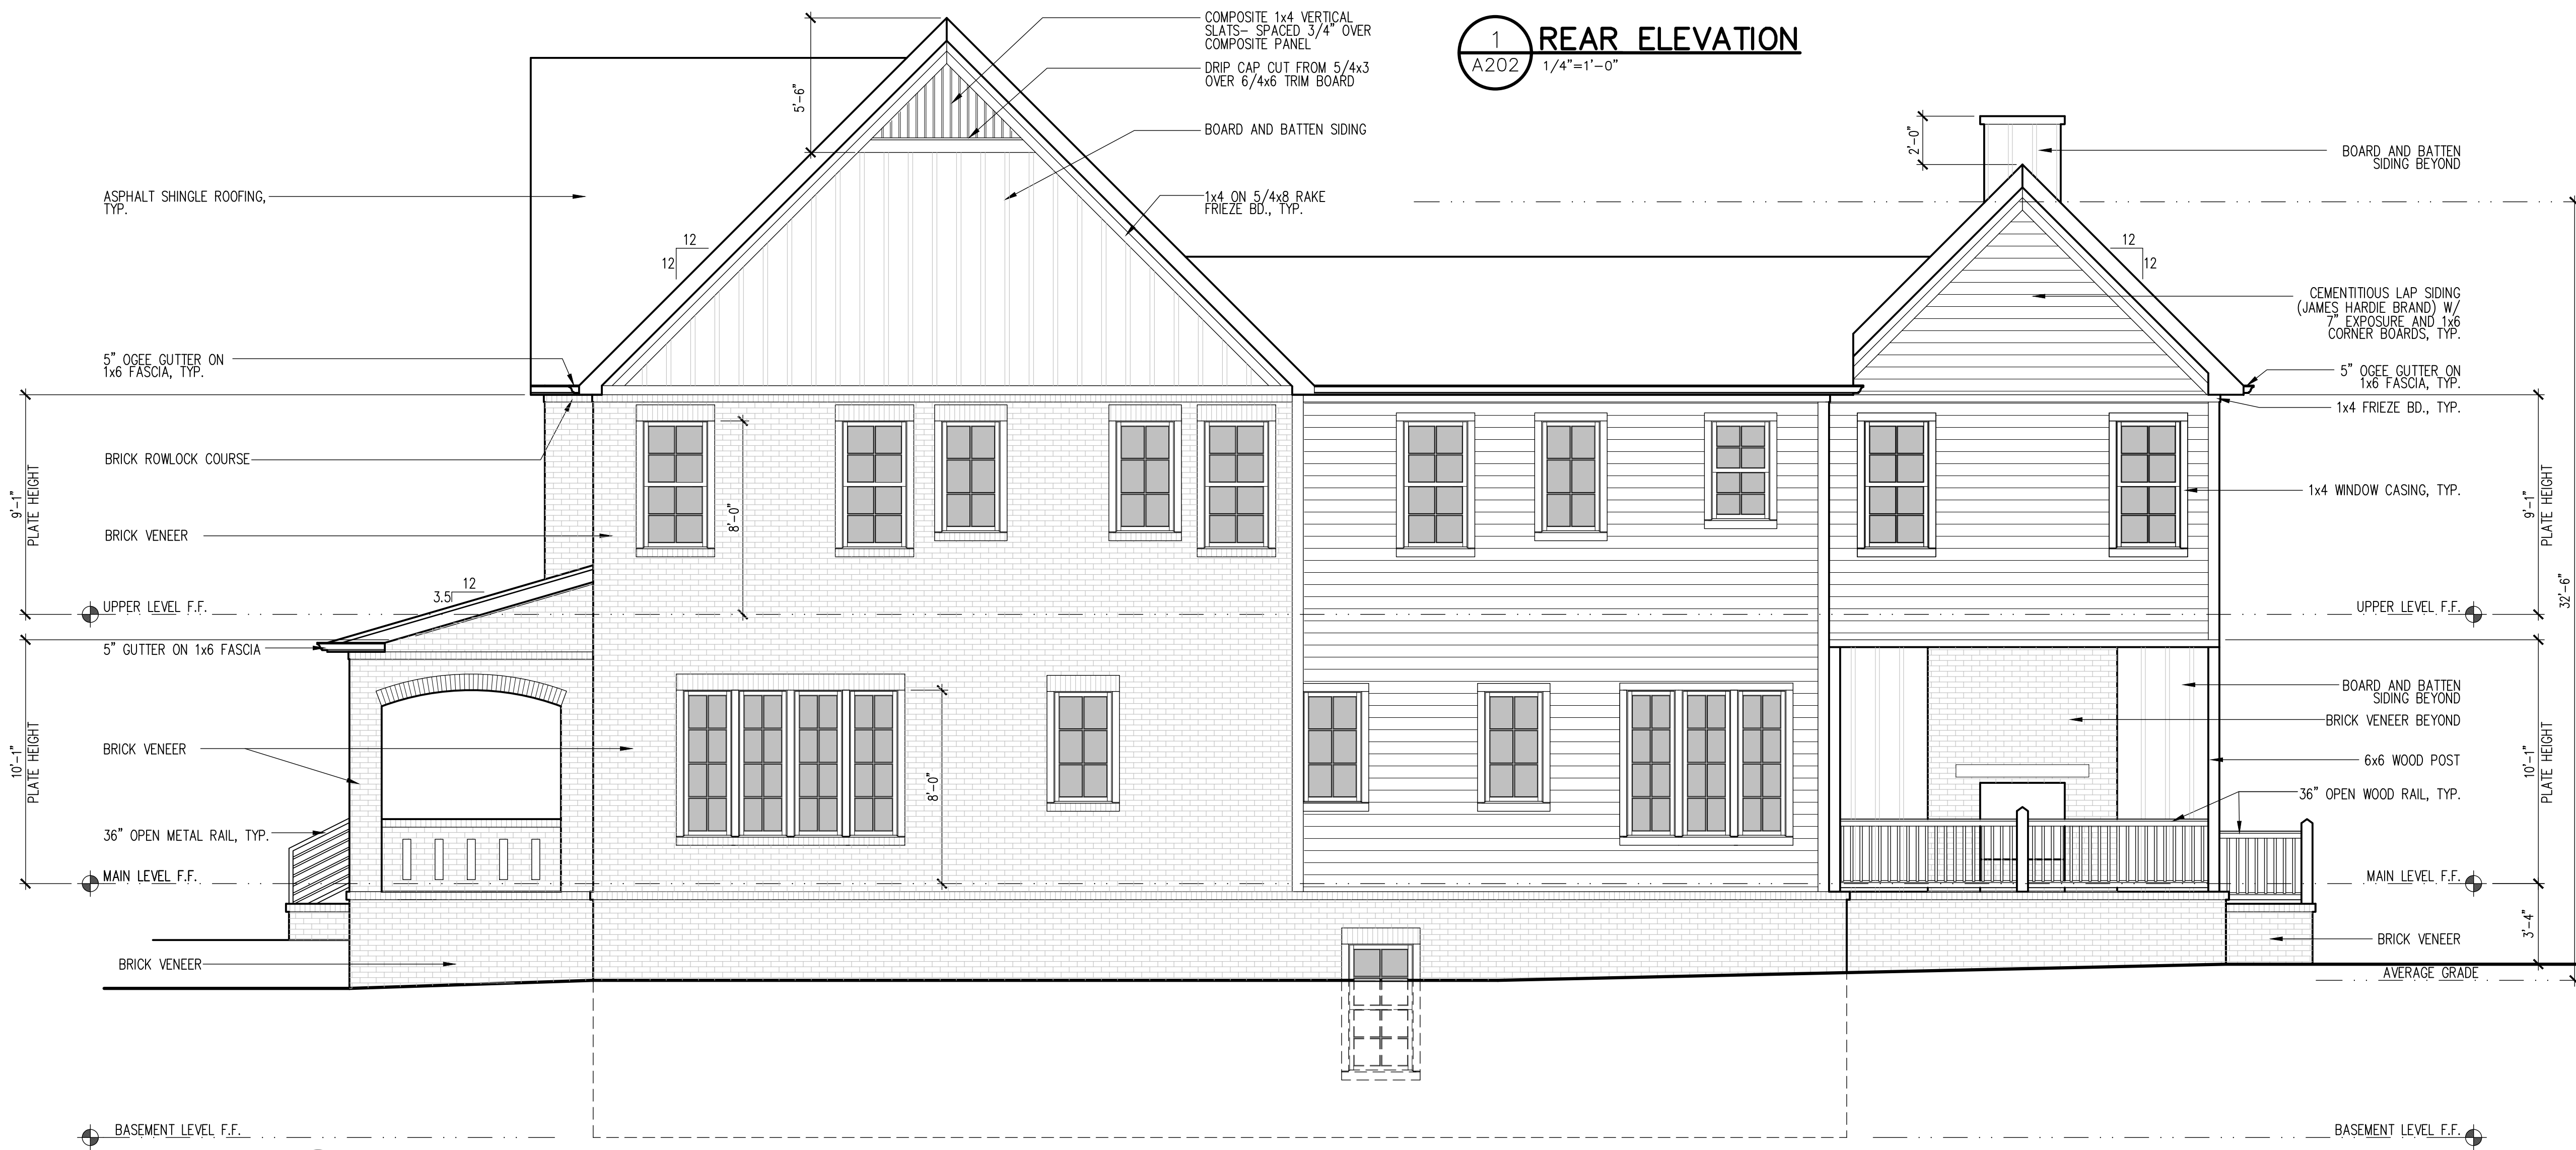 COMPOSITE 1x4 VERTICAL
SLATS- SPACED 3/4" OVER
COMPOSITE PANEL
1
A202
REAR ELEVATION
1/4"=1'-0"
DRIP CAP CUT FROM 5/4x3
OVER 6/4x6 TRIM BOARD
5'-6"
BOARD AND BATTEN SIDING
2'-0"
BOARD AND BATTEN
SIDING BEYOND
ASPHALT SHINGLE ROOFING,
TYP.
1x4 ON 5/4x8 RAKE
FRIEZE BD., TYP.
12
12
12
12
CEMENTITIOUS LAP SIDING
(JAMES HARDIE BRAND) W/
7" EXPOSURE AND 1x6
CORNER BOARDS, TYP.
5" OGEE GUTTER ON
1x6 FASCIA, TYP.
5" OGEE GUTTER ON
1x6 FASCIA, TYP.
1x4 FRIEZE BD., TYP.
BRICK ROWLOCK COURSE
9'-1"
PLATE HEIGHT
8'-0"
1x4 WINDOW CASING, TYP.
9'-1"
PLATE HEIGHT
BRICK VENEER
32'-6"
12
3.5
UPPER LEVEL F.F.
UPPER LEVEL F.F.
5" GUTTER ON 1x6 FASCIA
BOARD AND BATTEN
SIDING BEYOND
BRICK VENEER BEYOND
10'-1"
PLATE HEIGHT
BRICK VENEER
8'-0"
6x6 WOOD POST
10'-1"
PLATE HEIGHT
36" OPEN WOOD RAIL, TYP.
36" OPEN METAL RAIL, TYP.
MAIN LEVEL F.F.
MAIN LEVEL F.F.
3'-4"
BRICK VENEER
BRICK VENEER
AVERAGE GRADE
BASEMENT LEVEL F.F.
BASEMENT LEVEL F.F.